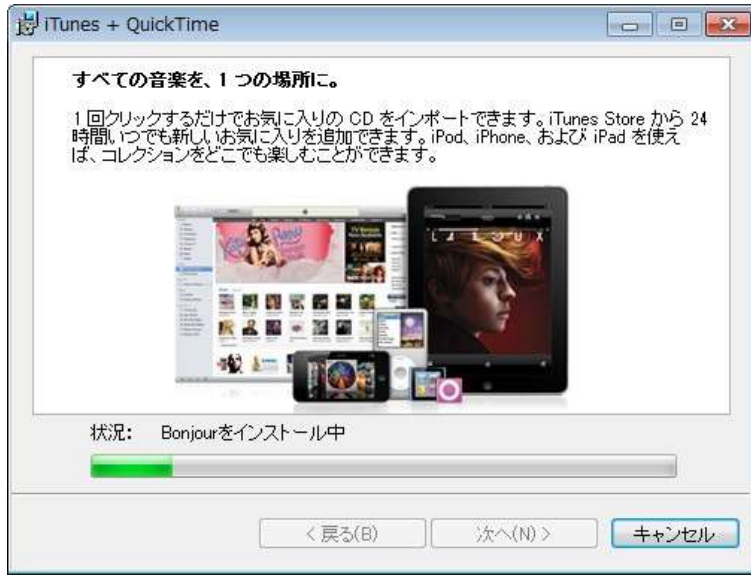 iTunes + QuickTime
すべての音楽を、1 つの場所に。
1 回クリックするだけでお気に入りの CD をインポートできます。iTunes Store から 24
時間いつでも新しいお気に入りを追加できます。iPod、iPhone、および iPad を使え
ば、コレクションをどこでも楽しむことができます。
LA ROUX
状況: Bonjourをインストール中
< 戻る(B)
次へ(N) >
キャンセル